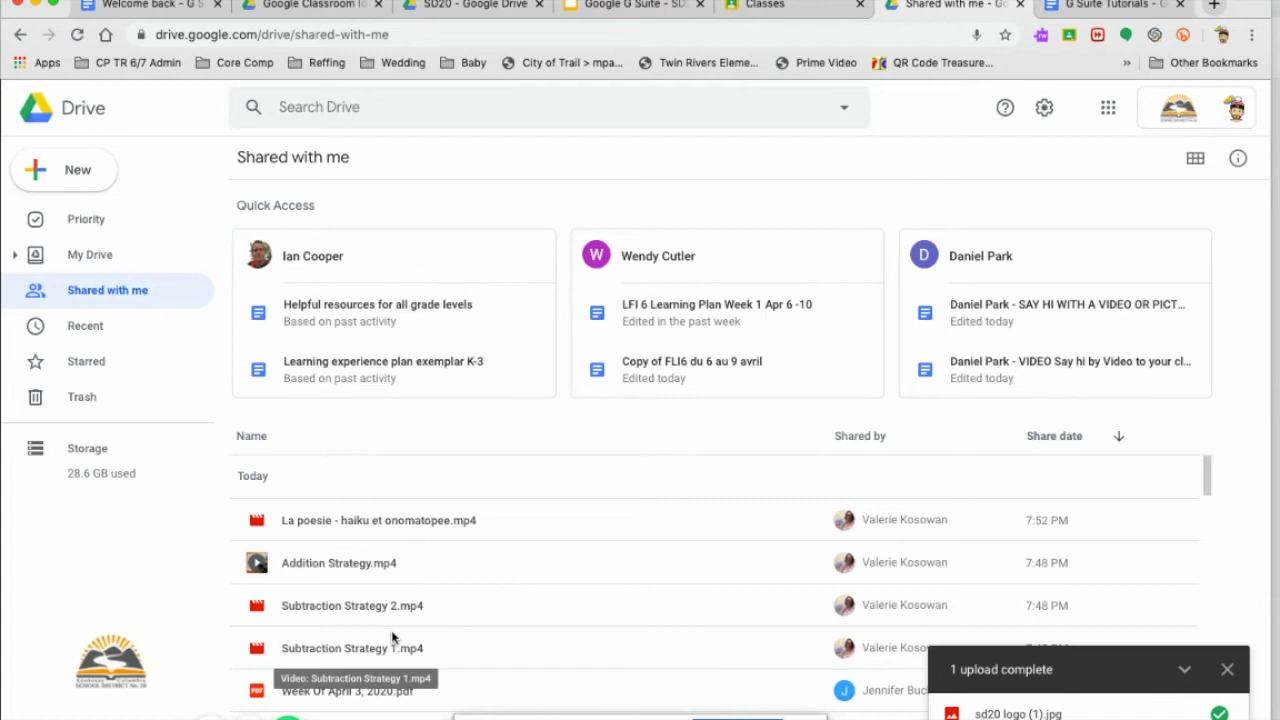 Welcome back - G S
Google Classroom
SD20 - Google Drive
Google G Suite - SD
Classes
Shared with me - Go
G Suite Tutorials - G
drive.google.com/drive/shared-with-me
Apps CP TR 6/7 Admin Core Comp Reffing Wedding Baby City of Trail > mpa... Twin Rivers Eleme... Prime Video QR Code Treasure... » Other Bookmarks
Drive
Search Drive
New
Priority
My Drive
Shared with me
Recent
Starred
Trash
Storage
28.6 GB used
SCHOOL DISTRICT No.20
Shared with me
Quick Access
Ian Cooper
Helpful resources for all grade levels
Based on past activity
Learning experience plan exemplar K-3
Based on past activity
W
Wendy Cutler
LFI 6 Learning Plan Week 1 Apr 6 -10
Edited in the past week
Copy of FLI6 du 6 au 9 avril
Edited today
D
Daniel Park
Daniel Park - SAY HI WITH A VIDEO OR PICT...
Edited today
Daniel Park - VIDEO Say hi by Video to your cl...
Edited today
Name Shared by Share date
Today
La poesie - haiku et onomatopee.mp4 Valerie Kosowan 7:52 PM
Addition Strategy.mp4 Valerie Kosowan 7:48 PM
Subtraction Strategy 2.mp4 Valerie Kosowan 7:48 PM
Subtraction Strategy 1.mp4 Valerie Koso
Video: Subtraction Strategy 1.mp4
PDF Week Of April 3, 2020.pdf J Jennifer Buc
1 upload complete
sd20 logo (1).jpg